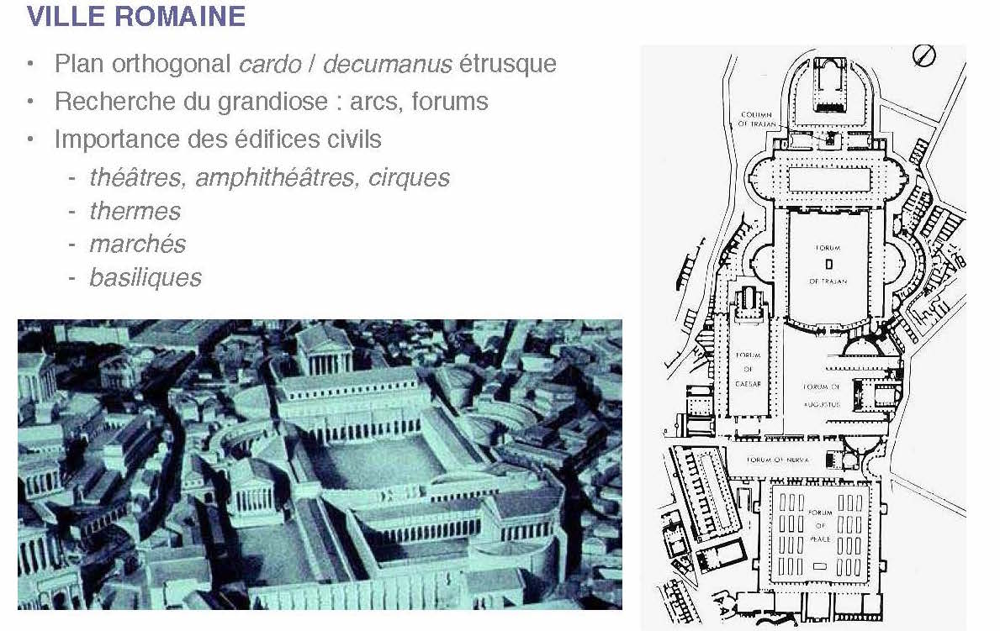 VILLE ROMAINE
• Plan orthogonal cardo / decumanus étrusque
• Recherche du grandiose : arcs, forums
• Importance des édifices civils
- théâtres, amphithéâtres, cirques
- thermes
- marchés
- basiliques
COLUMN
OF TRAJAN
FORUM
OF TRAJAN
FORUM
OF
CAESAR
FORUM OF
AUGUSTUS
FORUM OF NERVA
FORUM
OF
PEACE